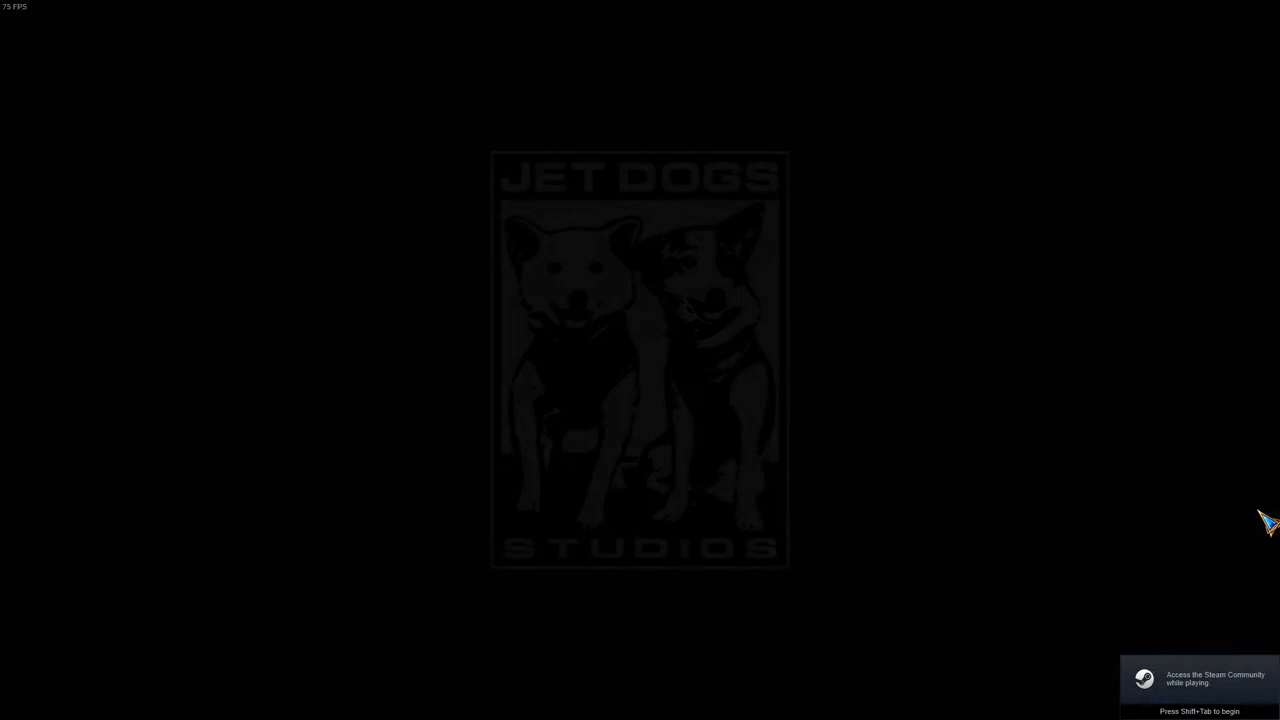 75 FPS
JET DOGS
STUDIOS
Access the Steam Community
while playing.
Press Shift+Tab to begin